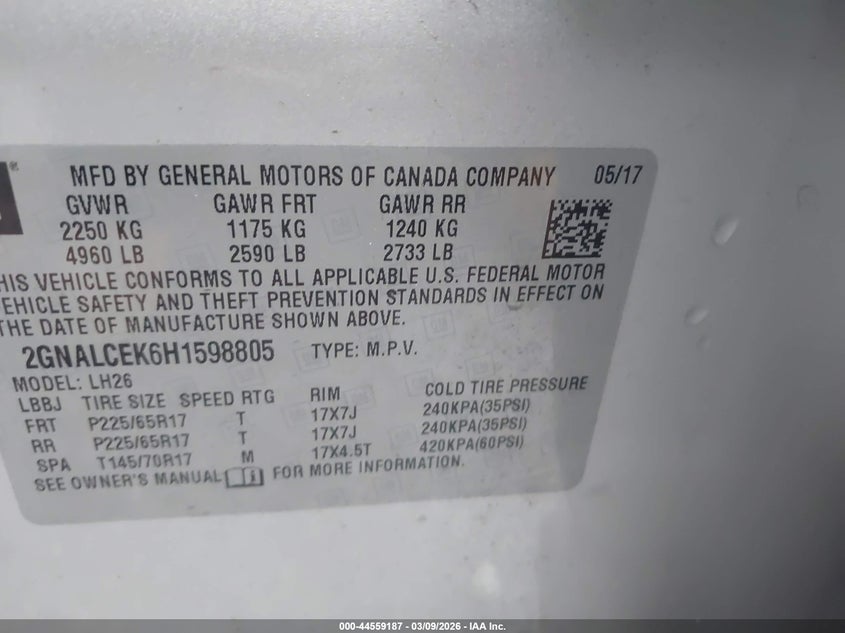 MFD BY GENERAL MOTORS OF CANADA COMPANY 05/17
GVWR GAWR FRT GAWR RR
2250 KG 1175 KG 1240 KG
4960 LB 2590 LB 2733 LB
HIS VEHICLE CONFORMS TO ALL APPLICABLE U.S. FEDERAL MOTOR
EHICLE SAFETY AND THEFT PREVENTION STANDARDS IN EFFECT ON
THE DATE OF MANUFACTURE SHOWN ABOVE.
2GNALCEK6H1598805 TYPE: M.P.V.
MODEL: LH26
LBBJ TIRE SIZE SPEED RTG RIM COLD TIRE PRESSURE
FRT P225/65R17 T 17X7J 240KPA(35PSI)
RR P225/65R17 T 17X7J 240KPA(35PSI)
SPA T145/70R17 M 17X4.5T 420KPA(60PSI)
SEE OWNER'S MANUAL FOR MORE INFORMATION.
000-44559187 - 03/09/2026 - IAA Inc.